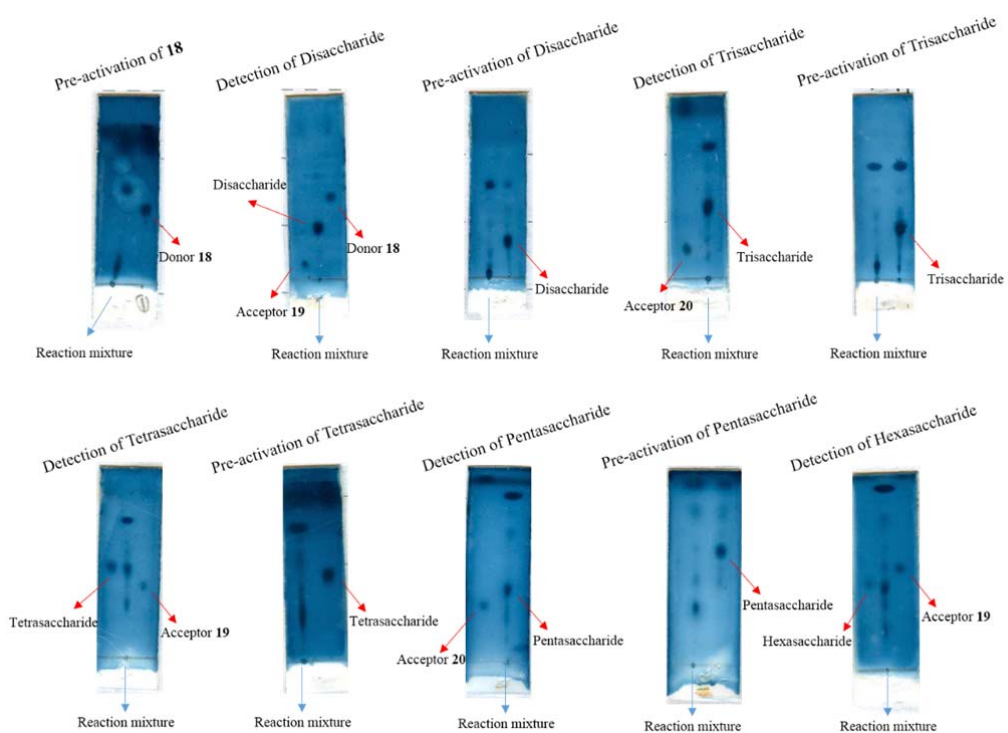 Pre-activation of 18
Detection of Disaccharide
Pre-activation of Disaccharide
Detection of Trisaccharide
Pre-activation of Trisaccharide
Disaccharide
Donor 18
Donor 18
Acceptor 19
Disaccharide
Acceptor 20
Trisaccharide
Trisaccharide
Reaction mixture
Reaction mixture
Reaction mixture
Reaction mixture
Reaction mixture
Detection of Tetrasaccharide
Pre-activation of Tetrasaccharide
Detection of Pentasaccharide
Pre-activation of Pentasaccharide
Detection of Hexasaccharide
Tetrasaccharide
Acceptor 19
Tetrasaccharide
Acceptor 20
Pentasaccharide
Pentasaccharide
Hexasaccharide
Acceptor 19
Reaction mixture
Reaction mixture
Reaction mixture
Reaction mixture
Reaction mixture